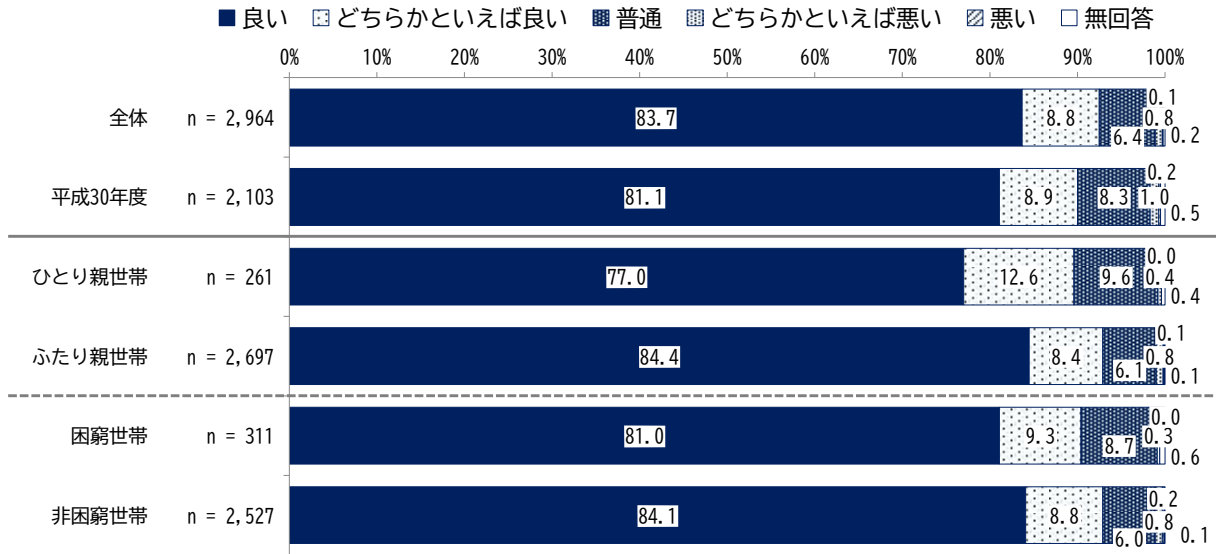 良い どちらかといえば良い 普通 どちらかといえば悪い 悪い 無回答
0% 10% 20% 30% 40% 50% 60% 70% 80% 90% 100%
全体 n = 2,964 83.7 8.8 6.4 0.8 0.1 0.2
平成30年度 n = 2,103 81.1 8.9 8.3 1.0 0.2 0.5
ひとり親世帯 n = 261 77.0 12.6 9.6 0.4 0.0 0.4
ふたり親世帯 n = 2,697 84.4 8.4 6.1 0.8 0.1 0.1
困窮世帯 n = 311 81.0 9.3 8.7 0.3 0.0 0.6
非困窮世帯 n = 2,527 84.1 8.8 6.0 0.8 0.2 0.1